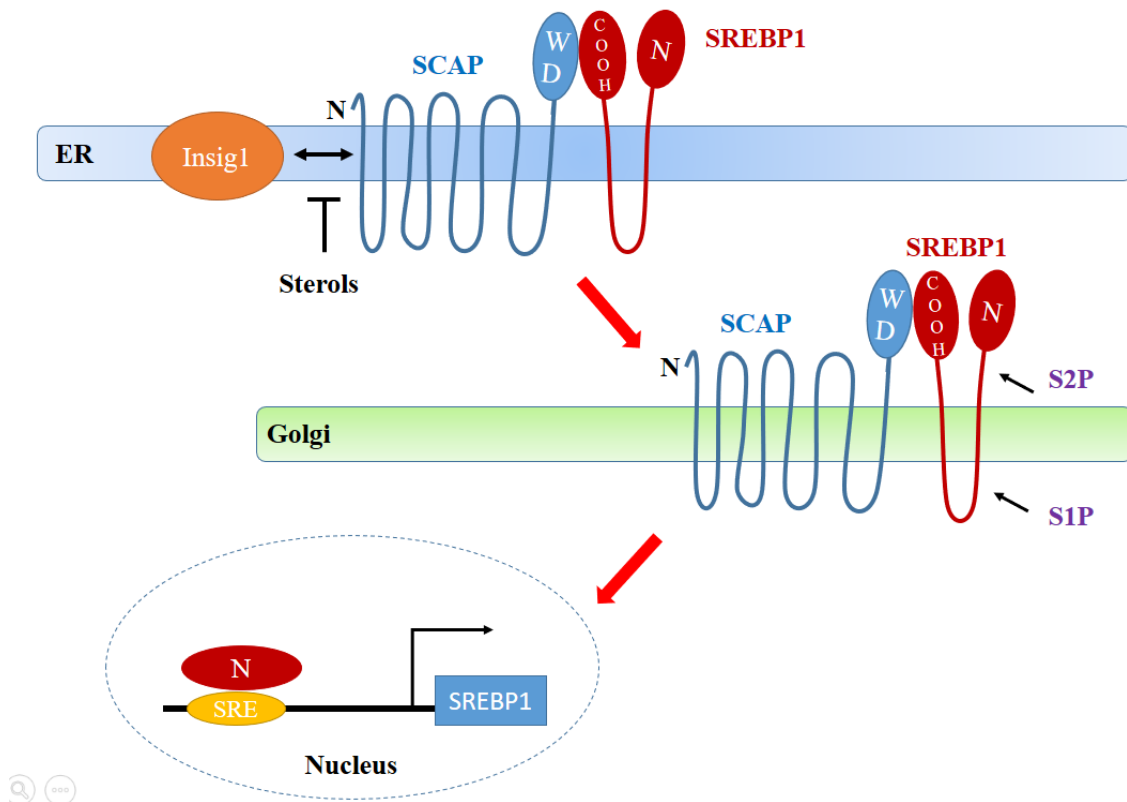 SCAP
W
D
C
O
O
H
N
SREBP1
N
ER
Insig1
Sterols
SREBP1
SCAP
W
D
C
O
O
H
N
N
S2P
Golgi
S1P
N
SRE
SREBP1
Nucleus